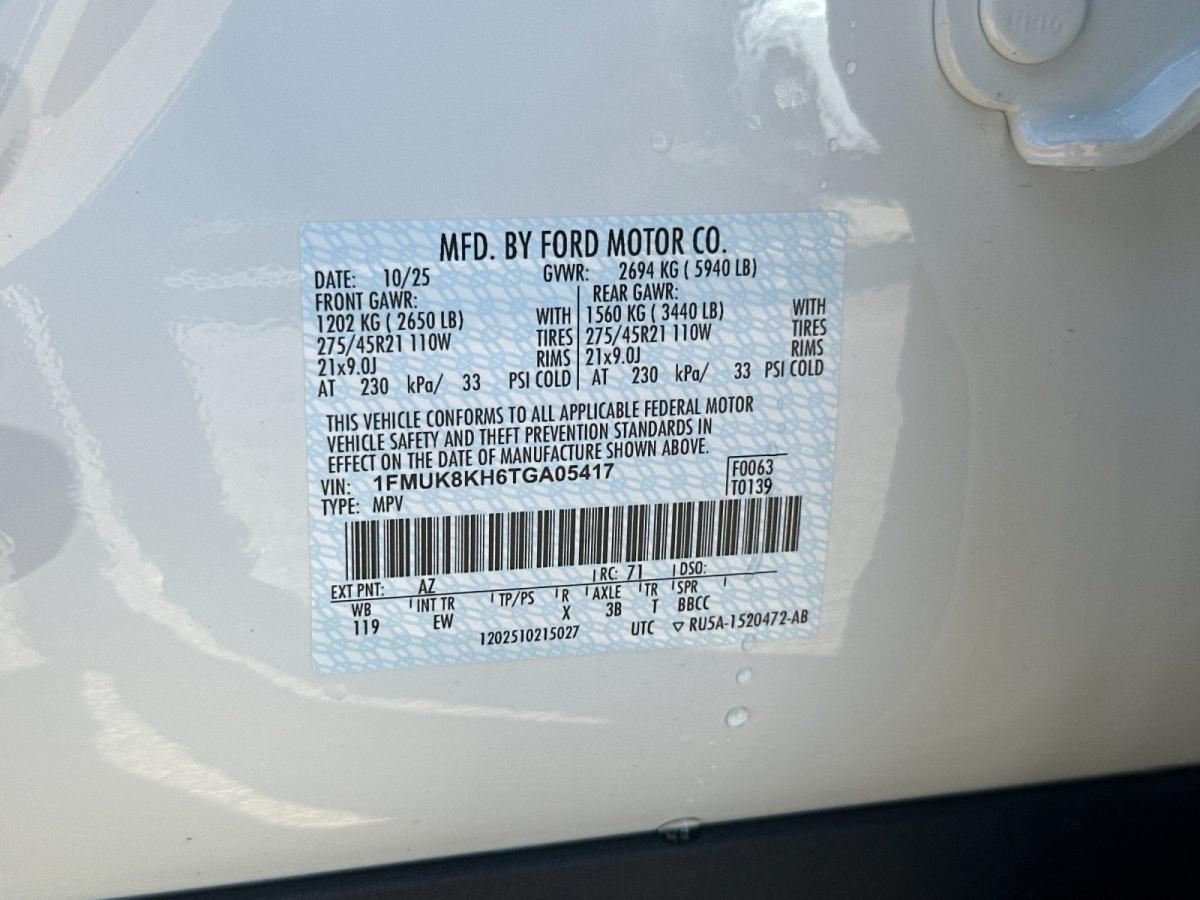 MFD. BY FORD MOTOR CO.
DATE: 10/25 GVWR: 2694 KG ( 5940 LB)
FRONT GAWR: REAR GAWR:
1202 KG ( 2650 LB) WITH 1560 KG ( 3440 LB) WITH
275/45R21 110W TIRES 275/45R21 110W TIRES
21x9.0J RIMS 21x9.0J RIMS
AT 230 kPa/ 33 PSI COLD AT 230 kPa/ 33 PSI COLD
THIS VEHICLE CONFORMS TO ALL APPLICABLE FEDERAL MOTOR
VEHICLE SAFETY AND THEFT PREVENTION STANDARDS IN
EFFECT ON THE DATE OF MANUFACTURE SHOWN ABOVE.
VIN: 1FMUK8KH6TGA05417 F0063
TYPE: MPV T0139
EXT PNT: AZ RC: 71 DSO:
WB INT TR TP/PS R AXLE TR SPR
119 EW X 3B T BBCC
1202510215027 UTC ▽ RU5A-1520472-AB